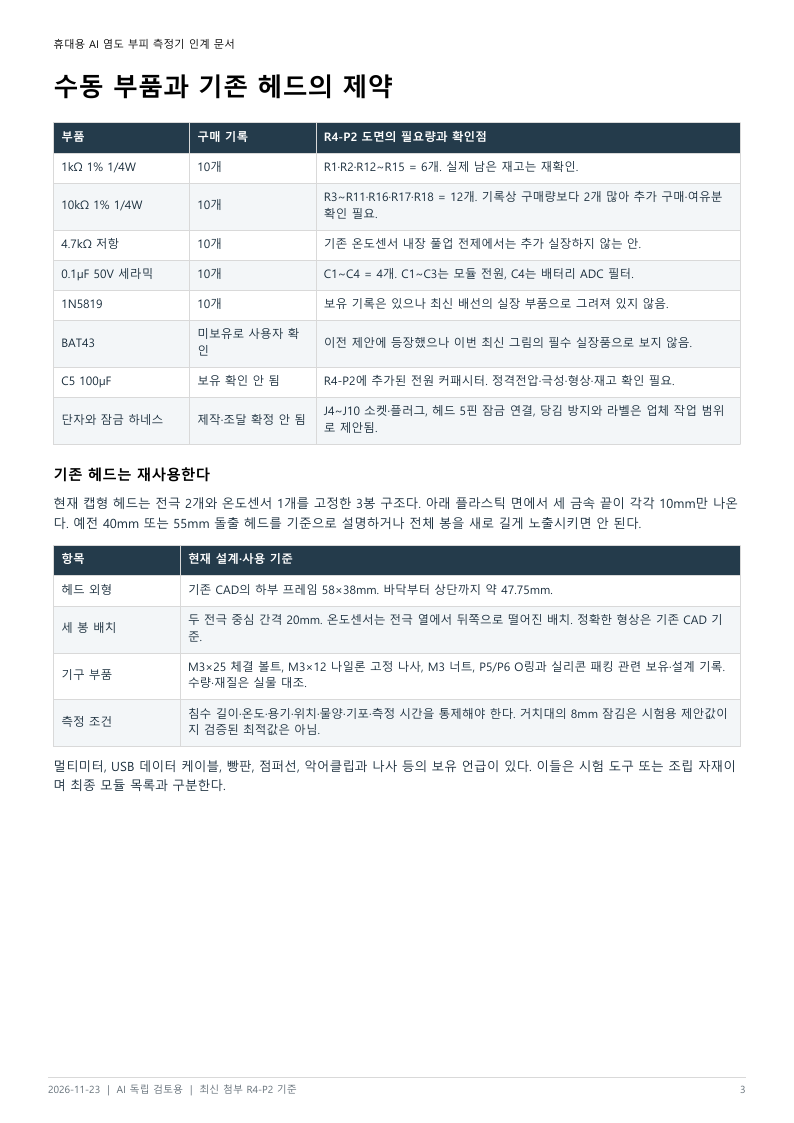 휴대용 AI 염도 부피 측정기 인계 문서
수동 부품과 기존 헤드의 제약
부품 구매 기록 R4-P2 도면의 필요량과 확인점
1kΩ 1% 1/4W 10개 R1·R2·R12~R15 = 6개. 실제 남은 재고는 재확인.
10kΩ 1% 1/4W 10개 R3~R11·R16·R17·R18 = 12개. 기록상 구매량보다 2개 많아 추가 구매·여유분
확인 필요.
4.7kΩ 저항 10개 기존 온도센서 내장 풀업 전제에서는 추가 실장하지 않는 안.
0.1μF 50V 세라믹 10개 C1~C4 = 4개. C1~C3는 모듈 전원, C4는 배터리 ADC 필터.
1N5819 10개 보유 기록은 있으나 최신 배선의 실장 부품으로 그려져 있지 않음.
BAT43 미보유로 사용자 확
인 이전 제안에 등장했으나 이번 최신 그림의 필수 실장품으로 보지 않음.
C5 100μF 보유 확인 안 됨 R4-P2에 추가된 전원 커패시터. 정격전압·극성·형상·재고 확인 필요.
단자와 잠금 하네스 제작·조달 확정 안 됨 J4~J10 소켓·플러그, 헤드 5핀 잠금 연결, 당김 방지와 라벨은 업체 작업 범위
로 제안됨.
기존 헤드는 재사용한다
현재 캡형 헤드는 전극 2개와 온도센서 1개를 고정한 3봉 구조다. 아래 플라스틱 면에서 세 금속 끝이 각각 10mm만 나온
다. 예전 40mm 또는 55mm 돌출 헤드를 기준으로 설명하거나 전체 봉을 새로 길게 노출시키면 안 된다.
항목 현재 설계·사용 기준
헤드 외형 기존 CAD의 하부 프레임 58×38mm. 바닥부터 상단까지 약 47.75mm.
세 봉 배치 두 전극 중심 간격 20mm. 온도센서는 전극 열에서 뒤쪽으로 떨어진 배치. 정확한 형상은 기존 CAD 기
준.
기구 부품 M3×25 체결 볼트, M3×12 나일론 고정 나사, M3 너트, P5/P6 O링과 실리콘 패킹 관련 보유·설계 기록.
수량·재질은 실물 대조.
측정 조건 침수 길이·온도·용기·위치·물양·기포·측정 시간을 통제해야 한다. 거치대의 8mm 잠김은 시험용 제안값이
지 검증된 최적값은 아님.
멀티미터, USB 데이터 케이블, 빵판, 점퍼선, 악어클립과 나사 등의 보유 언급이 있다. 이들은 시험 도구 또는 조립 자재이
며 최종 모듈 목록과 구분한다.
2026-11-23 | AI 독립 검토용 | 최신 첨부 R4-P2 기준 3